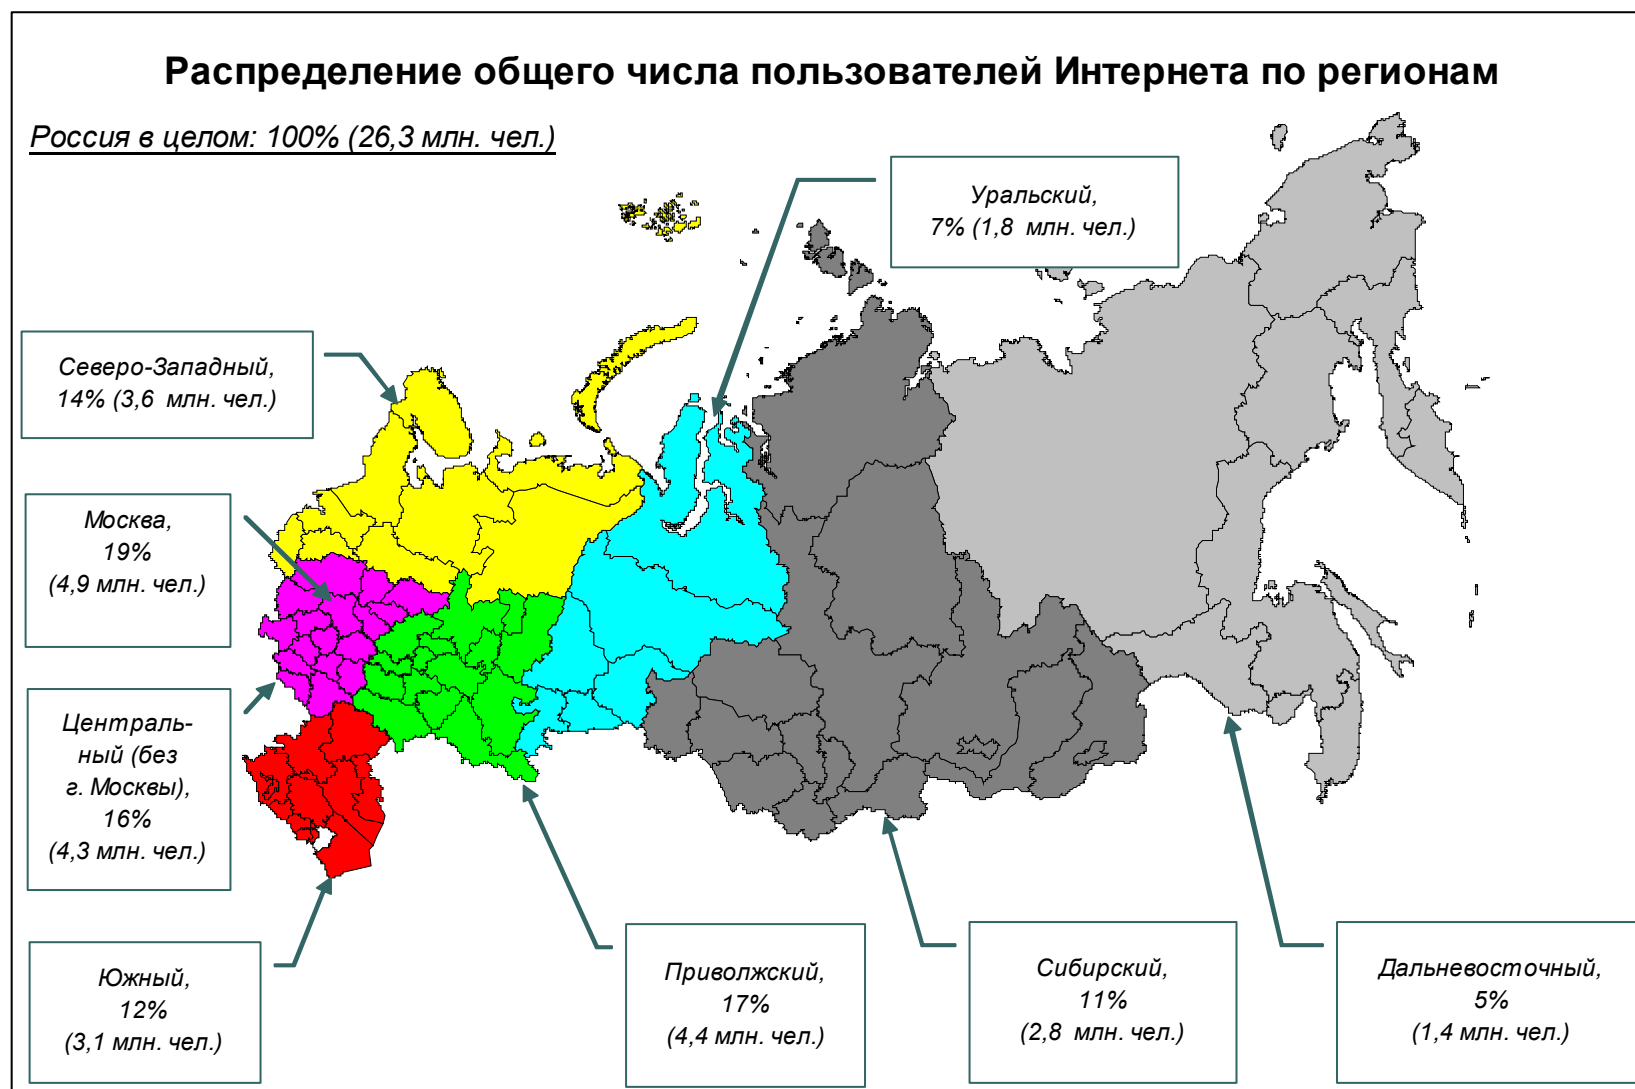 Распределение общего числа пользователей Интернета по регионам
Россия в целом: 100% (26,3 млн. чел.)
Уральский,
7% (1,8 млн. чел.)
Северо-Западный,
14% (3,6 млн. чел.)
Москва,
19%
(4,9 млн. чел.)
Централь-
ный (без
г. Москвы),
16%
(4,3 млн. чел.)
Южный,
12%
(3,1 млн. чел.)
Приволжский,
17%
(4,4 млн. чел.)
Сибирский,
11%
(2,8 млн. чел.)
Дальневосточный,
5%
(1,4 млн. чел.)